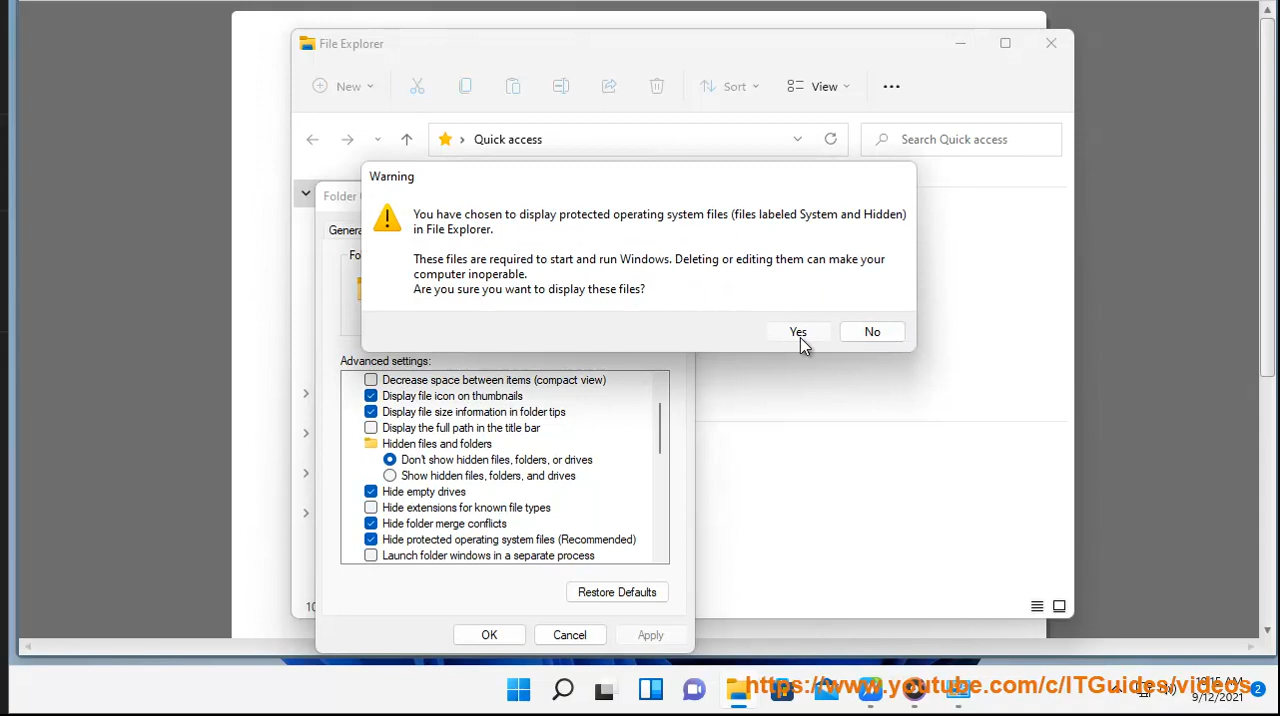 File Explorer
New
Sort
View
Quick access
Search Quick access
Warning
Folder
You have chosen to display protected operating system files (files labeled System and Hidden)
in File Explorer.
These files are required to start and run Windows. Deleting or editing them can make your
computer inoperable.
Are you sure you want to display these files?
Yes
No
Advanced settings:
Decrease space between items (compact view)
Display file icon on thumbnails
Display file size information in folder tips
Display the full path in the title bar
Hidden files and folders
Don't show hidden files, folders, or drives
Show hidden files, folders, and drives
Hide empty drives
Hide extensions for known file types
Hide folder merge conflicts
Hide protected operating system files (Recommended)
Launch folder windows in a separate process
Restore Defaults
10
OK
Cancel
Apply
https://www.youtube.com/c/ITGuides/videos
10:15 AM
9/12/2021
2